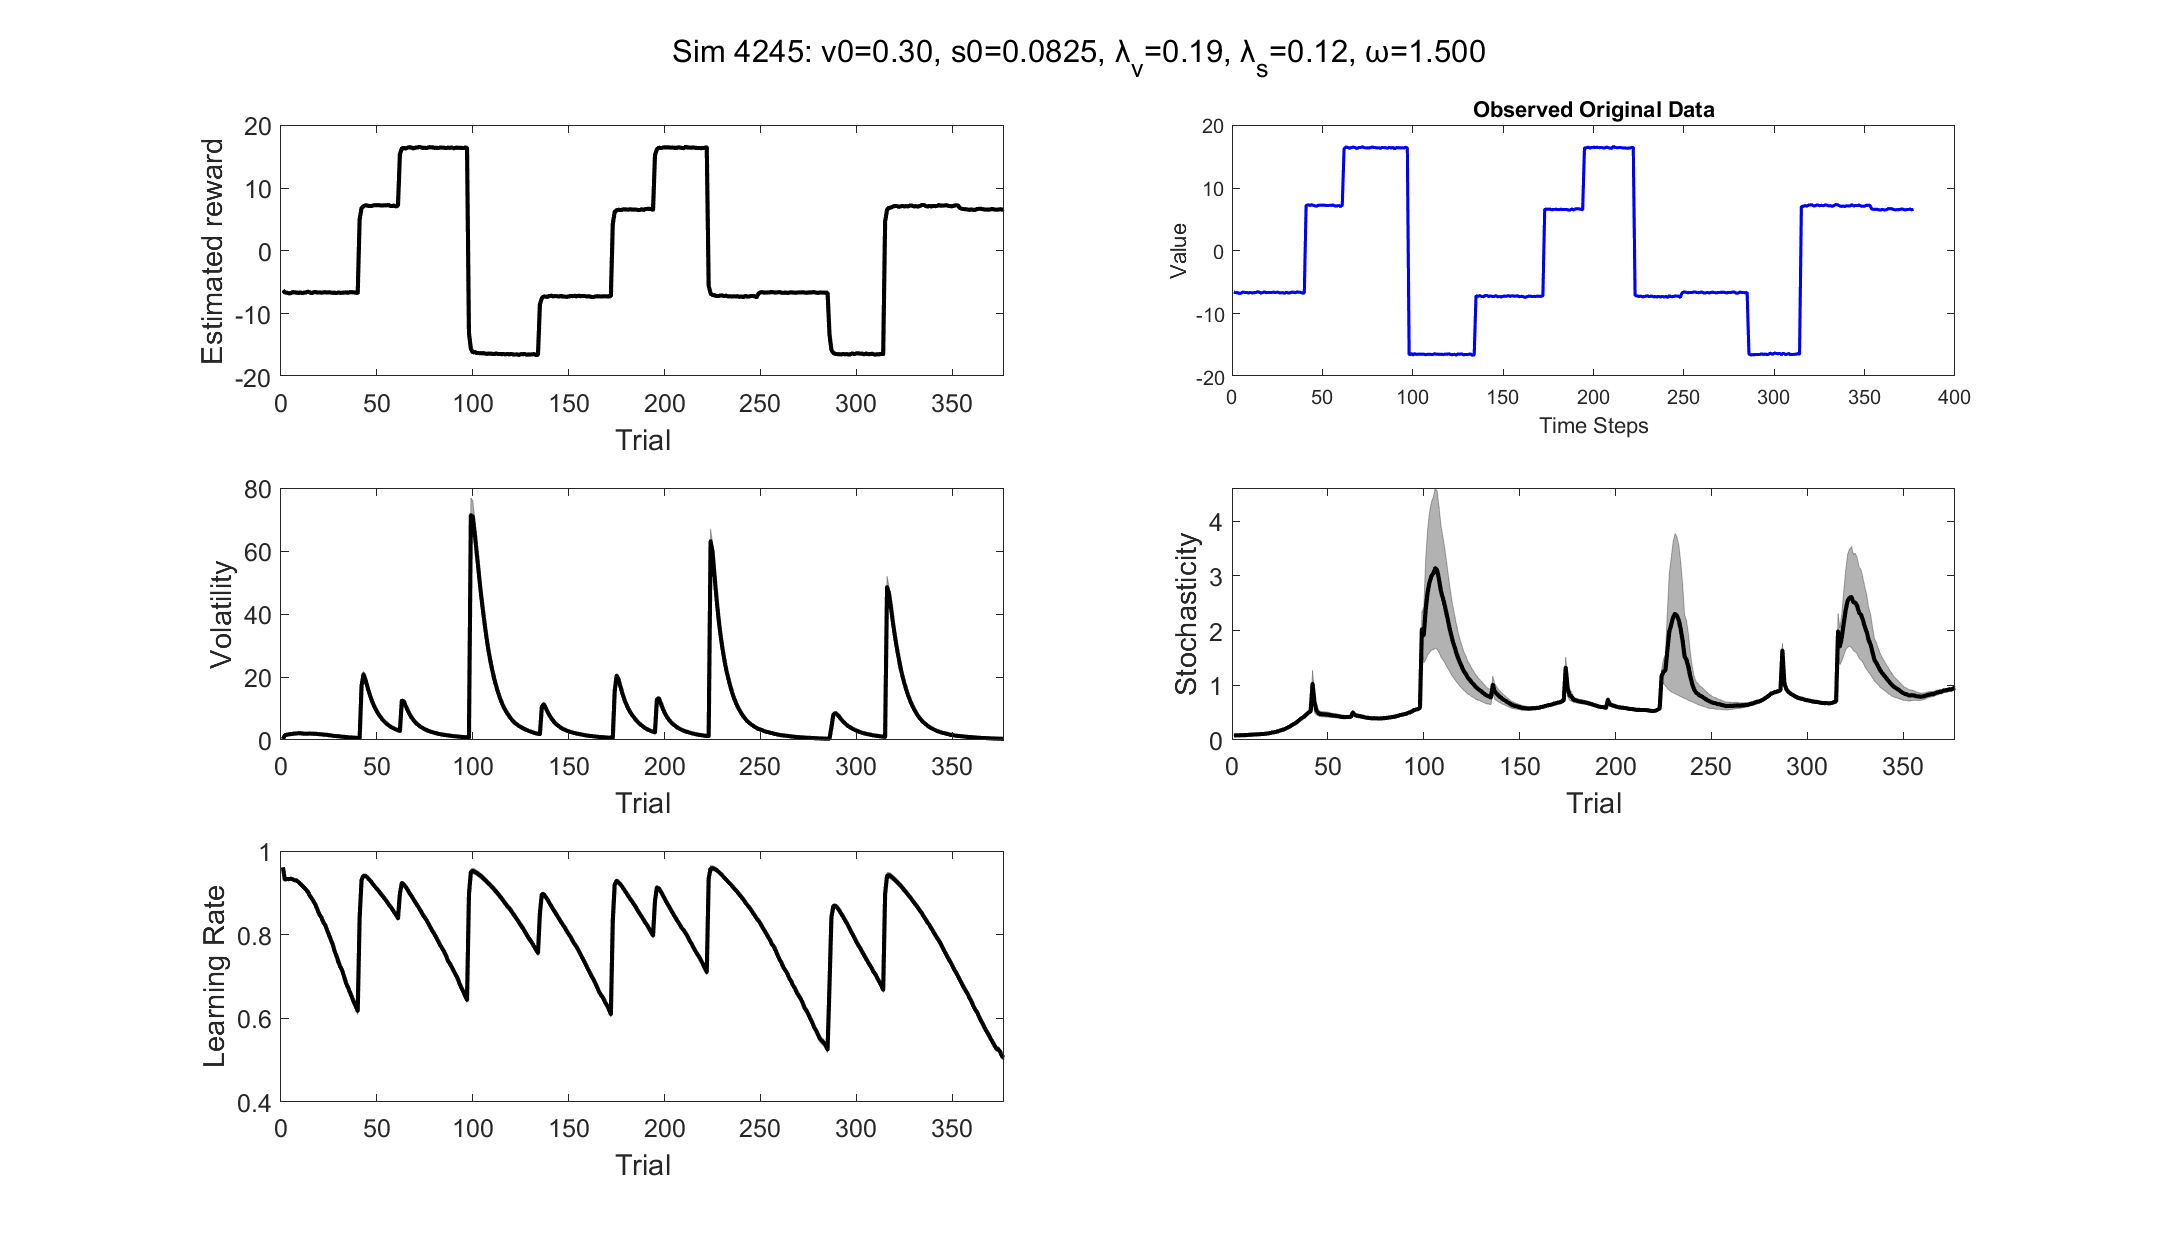 Sim 4245: v0=0.30, s0=0.0825, λ_v=0.19, λ_s=0.12, ω=1.500
Estimated reward
20
10
0
-10
-20
0 50 100 150 200 250 300 350
Trial
Observed Original Data
Value
20
10
0
-10
-20
0 50 100 150 200 250 300 350 400
Time Steps
Volatility
80
60
40
20
0
0 50 100 150 200 250 300 350
Trial
Stochasticity
4
3
2
1
0
0 50 100 150 200 250 300 350
Trial
Learning Rate
1
0.8
0.6
0.4
0 50 100 150 200 250 300 350
Trial